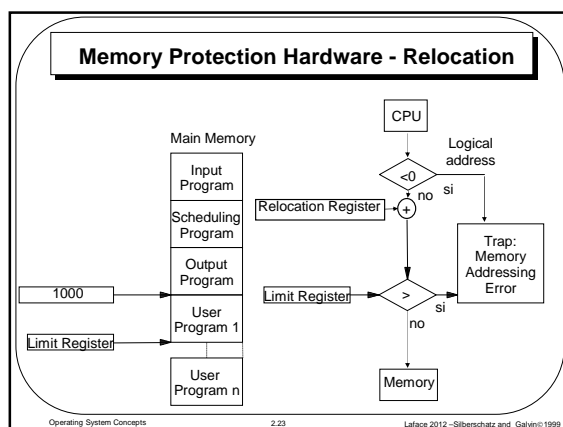 Memory Protection Hardware - Relocation
Main Memory
Input
Program
Scheduling
Program
Output
Program
1000
User
Program 1
Limit Register
User
Program n
CPU
Logical
address
<0
no
si
Relocation Register
+
Trap:
Memory
Addressing
Error
Limit Register
>
si
no
Memory
Operating System Concepts
2.23
Laface 2012 –Silberschatz and Galvin©1999